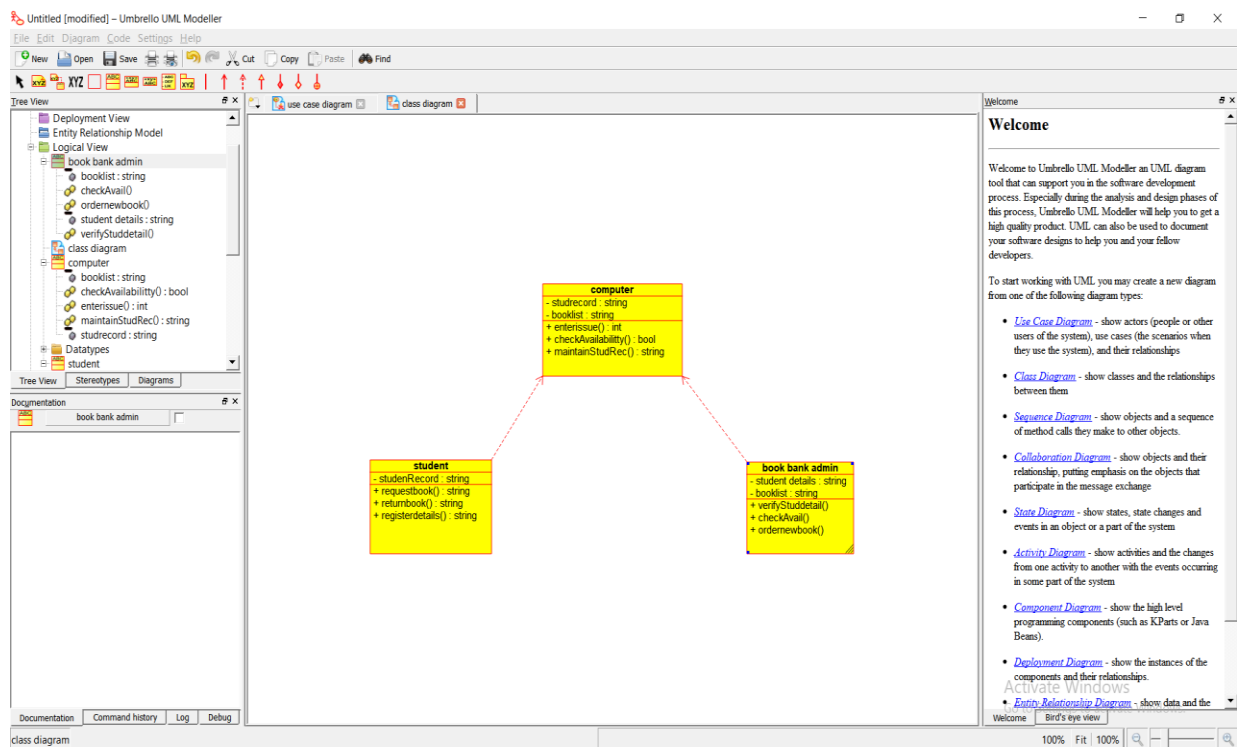 Untitled [modified] – Umbrello UML Modeller
File Edit Diagram Code Settings Help
New Open Save Cut Copy Paste Find
XYZ
Tree View
Deployment View
Entity Relationship Model
Logical View
book bank admin
booklist : string
checkAvail()
ordernewbook()
student details : string
verifyStuddetail()
class diagram
computer
booklist : string
checkAvailabilitty() : bool
enterissue() : int
maintainStudRec() : string
studrecord : string
Datatypes
student
Tree View Stereotypes Diagrams
Documentation
book bank admin
Documentation Command history Log Debug
class diagram
use case diagram class diagram
computer
- studrecord : string
- booklist : string
+ enterissue() : int
+ checkAvailabilitty() : bool
+ maintainStudRec() : string
student
- studenRecord : string
+ requestbook() : string
+ returnbook() : string
+ registerdetails() : string
book bank admin
- student details : string
- booklist : string
+ verifyStuddetail()
+ checkAvail()
+ ordernewbook()
Welcome
Welcome
Welcome to Umbrello UML Modeller an UML diagram
tool that can support you in the software development
process. Especially during the analysis and design phases of
this process, Umbrello UML Modeller will help you to get a
high quality product. UML can also be used to document
your software designs to help you and your fellow
developers.
To start working with UML you may create a new diagram
from one of the following diagram types:
• Use Case Diagram - show actors (people or other
users of the system), use cases (the scenarios when
they use the system), and their relationships
• Class Diagram - show classes and the relationships
between them
• Sequence Diagram - show objects and a sequence
of method calls they make to other objects.
• Collaboration Diagram - show objects and their
relationship, putting emphasis on the objects that
participate in the message exchange
• State Diagram - show states, state changes and
events in an object or a part of the system
• Activity Diagram - show activities and the changes
from one activity to another with the events occurring
in some part of the system
• Component Diagram - show the high level
programming components (such as KParts or Java
Beans).
• Deployment Diagram - show the instances of the
components and their relationships.
Activate Windows
• Entity Relationship Diagram - show data and the
Welcome Bird's eye view
100% Fit 100%